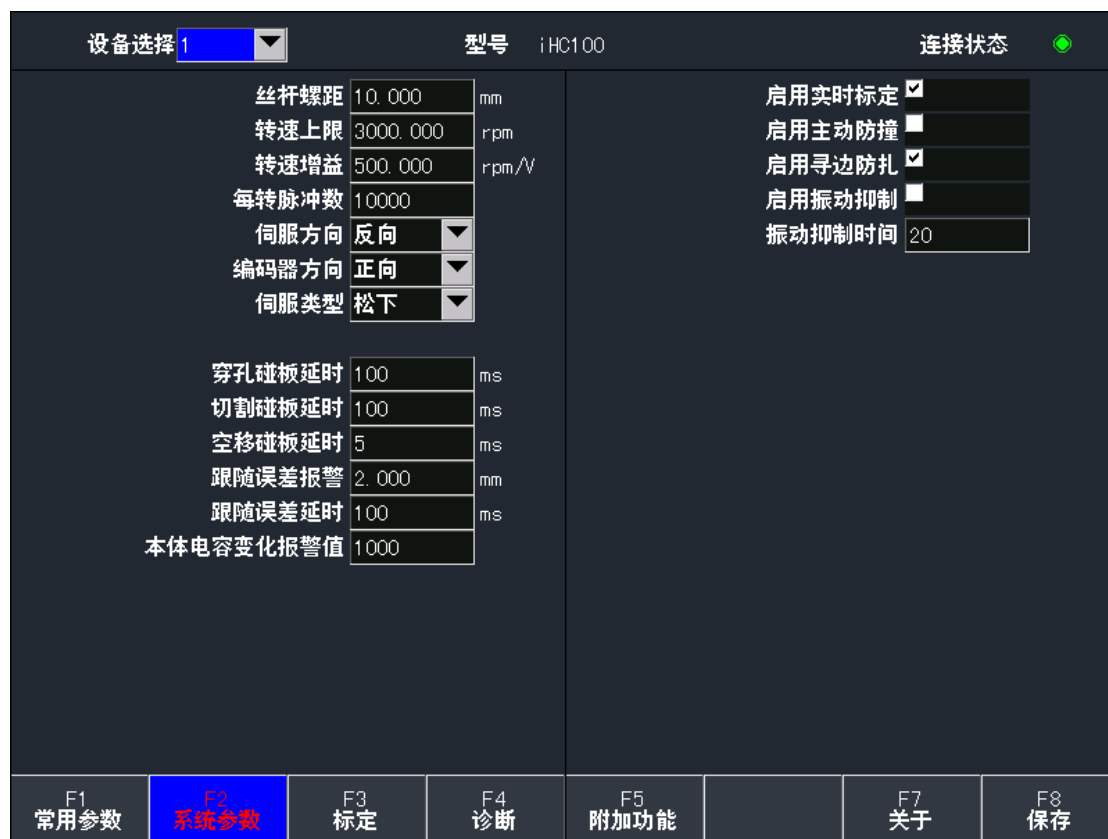 设备选择 1 型号 iHC100 连接状态
丝杆螺距 10.000 mm
转速上限 3000.000 rpm
转速增益 500.000 rpm/V
每转脉冲数 10000
伺服方向 反向
编码器方向 正向
伺服类型 松下
穿孔碰板延时 100 ms
切割碰板延时 100 ms
空移碰板延时 5 ms
跟随误差报警 2.000 mm
跟随误差延时 100 ms
本体电容变化报警值 1000
启用实时标定
启用主动防撞
启用寻边防扎
启用振动抑制
振动抑制时间 20
F1 F2 F3 F4 F5 F7 F8
常用参数 系统参数 标定 诊断 附加功能 关于 保存